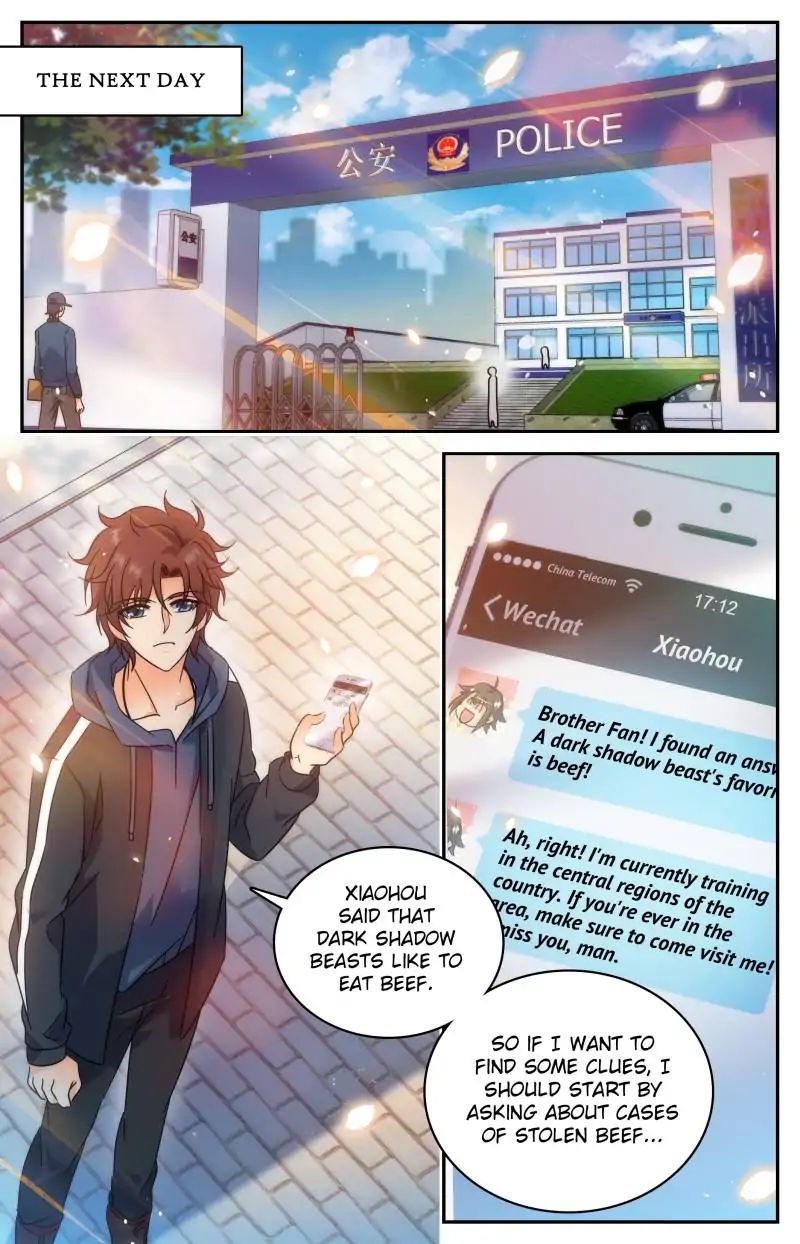 THE NEXT DAY
公安 POLICE
公安
派出所
China Telecom
17:12
Wechat
Xiaohou
Brother Fan! I found an
A dark shadow beast's
is beef!
Ah, right! I'm currently training
in the central regions of the
country. If you're ever in the
make sure to come visit me!
miss you, man.
XIAOHOU
SAID THAT
DARK SHADOW
BEASTS LIKE TO
EAT BEEF.
SO IF I WANT TO
FIND SOME CLUES, I
SHOULD START BY
ASKING ABOUT CASES
OF STOLEN BEEF...